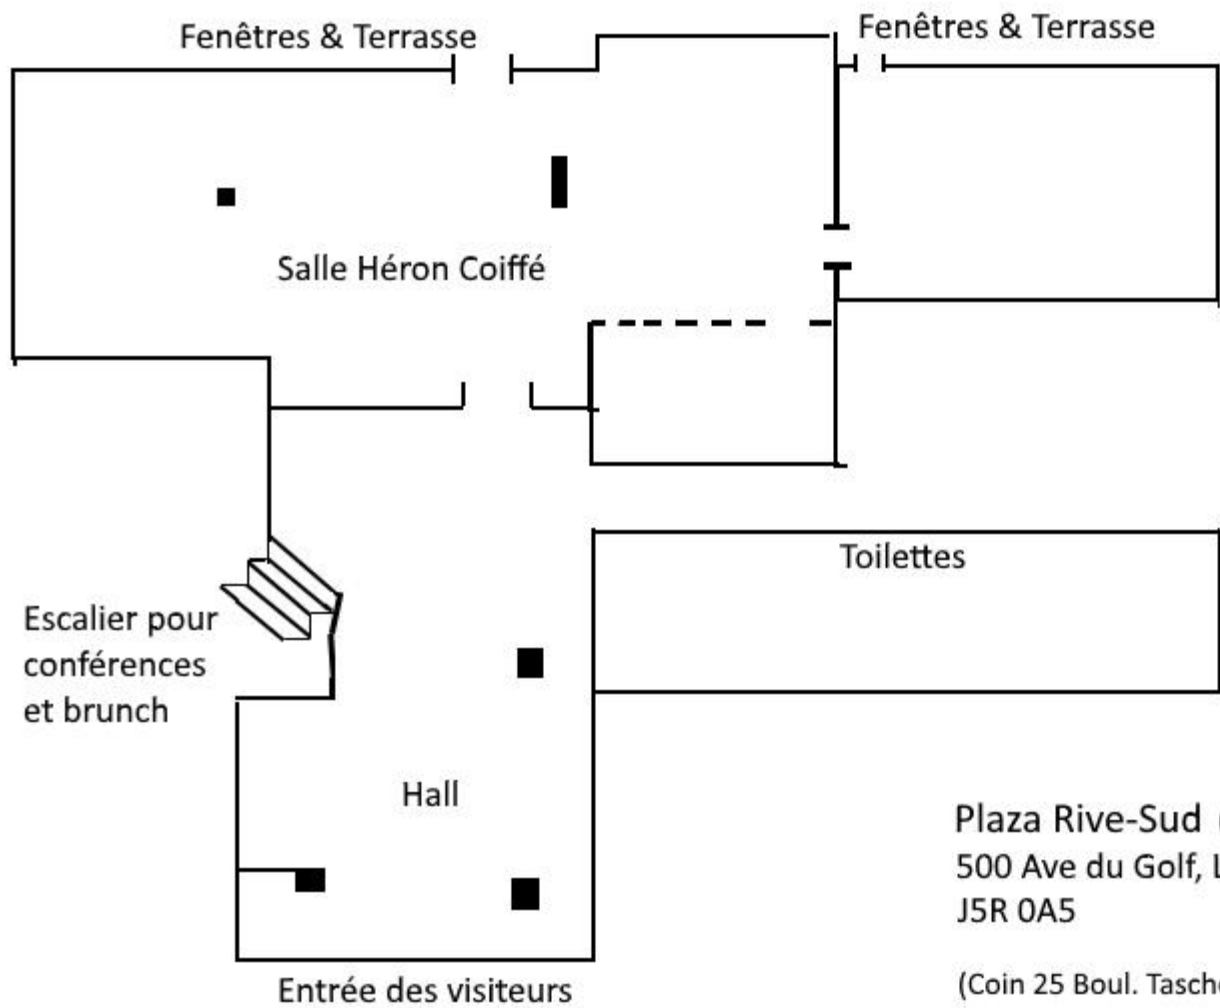 Fenêtres & Terrasse
Fenêtres & Terrasse
Salle Héron Coiffé
Toilettes
Escalier pour
conférences
et brunch
Hall
Plaza Rive-Sud
500 Ave du Golf,
J5R 0A5
(Coin 25 Boul.
Entrée des visiteurs